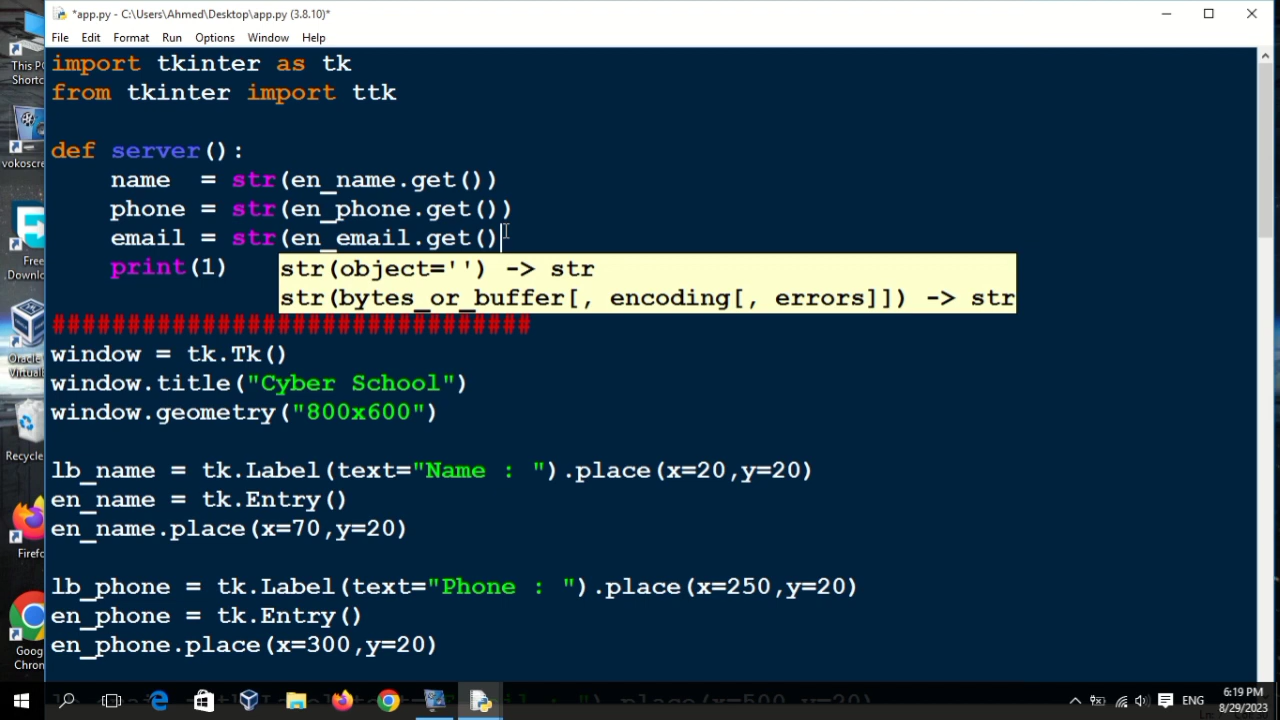 *app.py - C:\Users\Ahmed\Desktop\app.py (3.8.10)*
File Edit Format Run Options Window Help
This PC
Shortc
vokoscre
Free
Downlo
Oracle
Virtual
Recycle
Firefo
Goog
Chron
import tkinter as tk
from tkinter import ttk
def server():
name  = str(en_name.get())
phone = str(en_phone.get())
email = str(en_email.get()
print(1)
str(object='') -> str
str(bytes_or_buffer[, encoding[, errors]]) -> str
################################
window = tk.Tk()
window.title("Cyber School")
window.geometry("800x600")
lb_name = tk.Label(text="Name : ").place(x=20,y=20)
en_name = tk.Entry()
en_name.place(x=70,y=20)
lb_phone = tk.Label(text="Phone : ").place(x=250,y=20)
en_phone = tk.Entry()
en_phone.place(x=300,y=20)
ENG
6:19 PM
8/29/2023